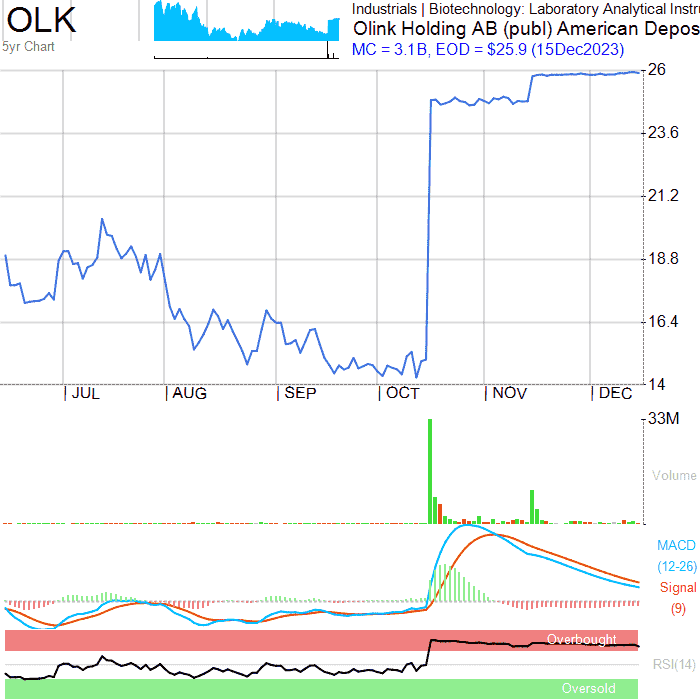 OLK
5yr Chart
Industrials | Biotechnology: Laboratory Analytical Instru
Olink Holding AB (publ) American Depos
MC = 3.1B, EOD = $25.9 (15Dec2023)
26
23.6
21.2
18.8
16.4
14
| JUL | AUG | SEP | OCT | NOV | DEC
33M
Volume
MACD
(12-26)
Signal
(9)
Overbought
RSI(14)
Oversold